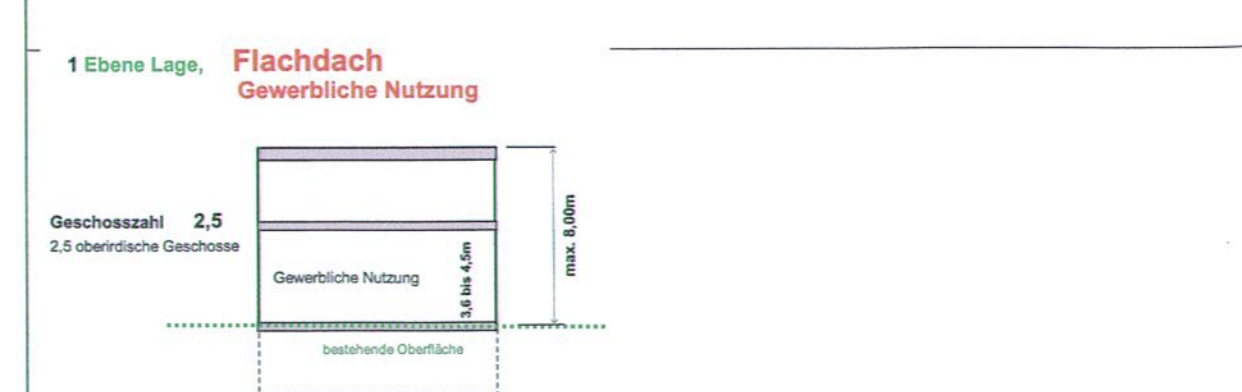 1 Ebene Lage, Flachdach
Gewerbliche Nutzung
Geschosszahl 2,5
2,5 oberirdische Geschosse
Gewerbliche Nutzung
3,6 bis 4,5m
max. 8,00m
bestehende Oberfläche